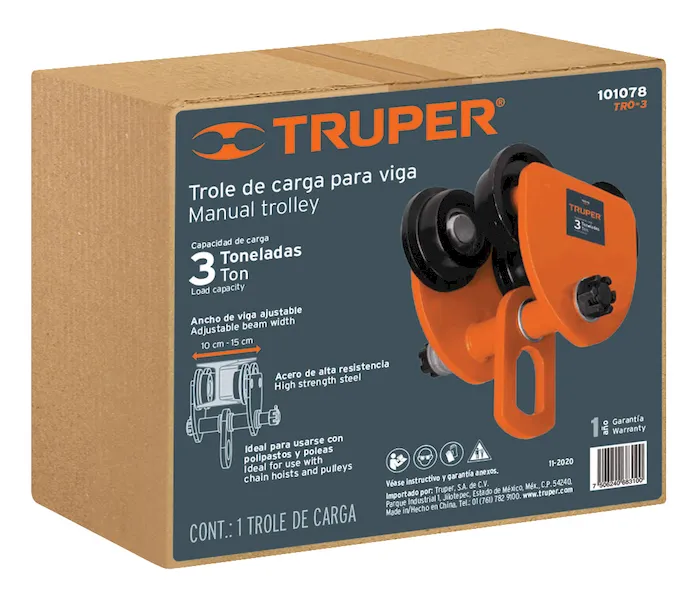 101078
TRO-3
TRUPER®
Trole de carga para viga
Manual trolley
Capacidad de carga
3 Toneladas
Ton
Load capacity
Ancho de viga ajustable
Adjustable beam width
10 cm - 15 cm
Acero de alta resistencia
High strength steel
Ideal para usarse con
polipastos y poleas
Ideal for use with
chain hoists and pulleys
TRUPER
3
Toneladas
1 año Garantía
Warranty
11-2020
Véase instructivo y garantía anexos.
Importado por: Truper, S.A. de C.V.
Parque Industrial 1, Jilotepec, Estado de México, Méx., C.P. 54240,
Made in/Hecho en China, Tel.: 01 (761) 782 9100. www.truper.com
7 506240 683100
CONT.: 1 TROLE DE CARGA